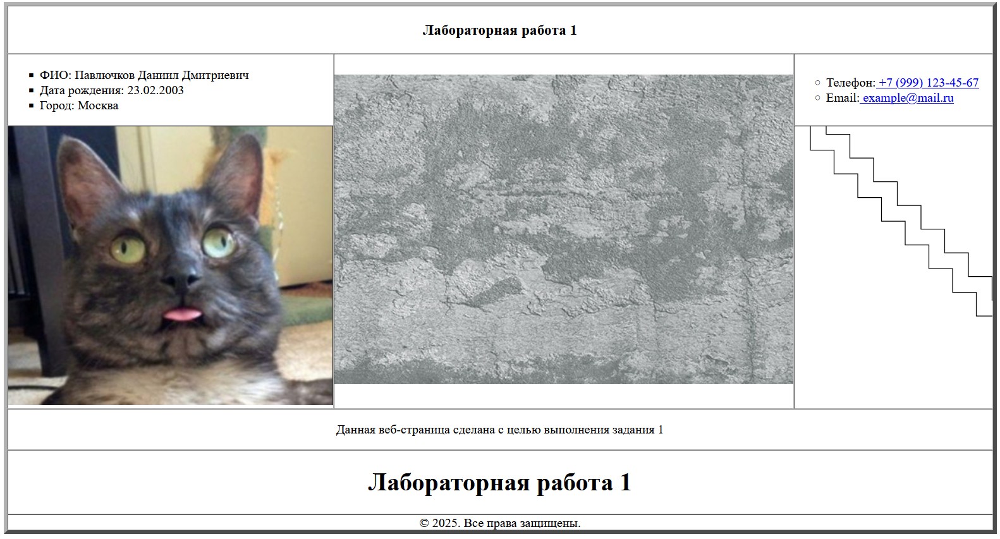 Лабораторная работа 1
ФИО: Павлючков Даниил Дмитриевич
Дата рождения: 23.02.2003
Город: Москва
Телефон: +7 (999) 123-45-67
Email: example@mail.ru
Данная веб-страница сделана с целью выполнения задания 1
Лабораторная работа 1
© 2025. Все права защищены.